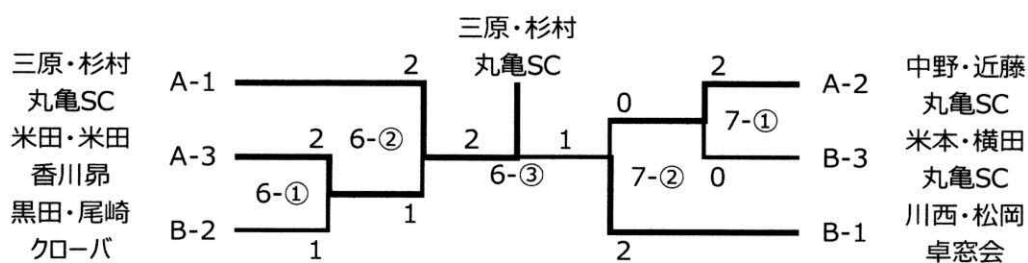 三原・杉村
丸亀SC
三原・杉村
丸亀SC
A-1
2
米田・米田
香川昴
A-3
2
6-①
黒田・尾崎
クローバ
B-2
1
6-②
1
2
6-③
1
0
7-②
2
2
7-①
0
中野・近藤
丸亀SC
A-2
米本・横田
丸亀SC
B-3
川西・松岡
卓窓会
B-1